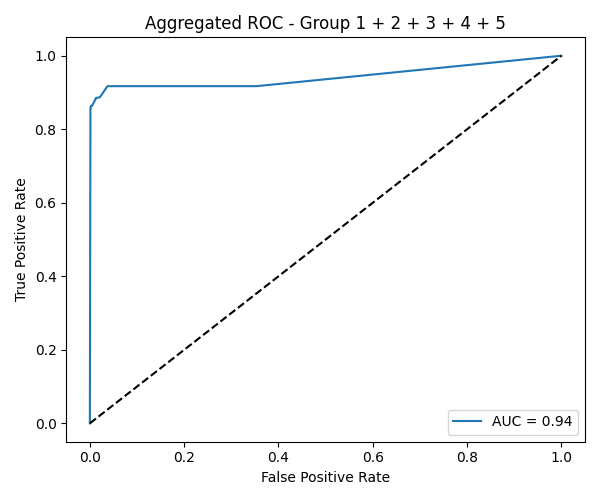 Aggregated ROC - Group 1 + 2 + 3 + 4 + 5
True Positive Rate
1.0
0.8
0.6
0.4
0.2
0.0
AUC = 0.94
0.0 0.2 0.4 0.6 0.8 1.0
False Positive Rate